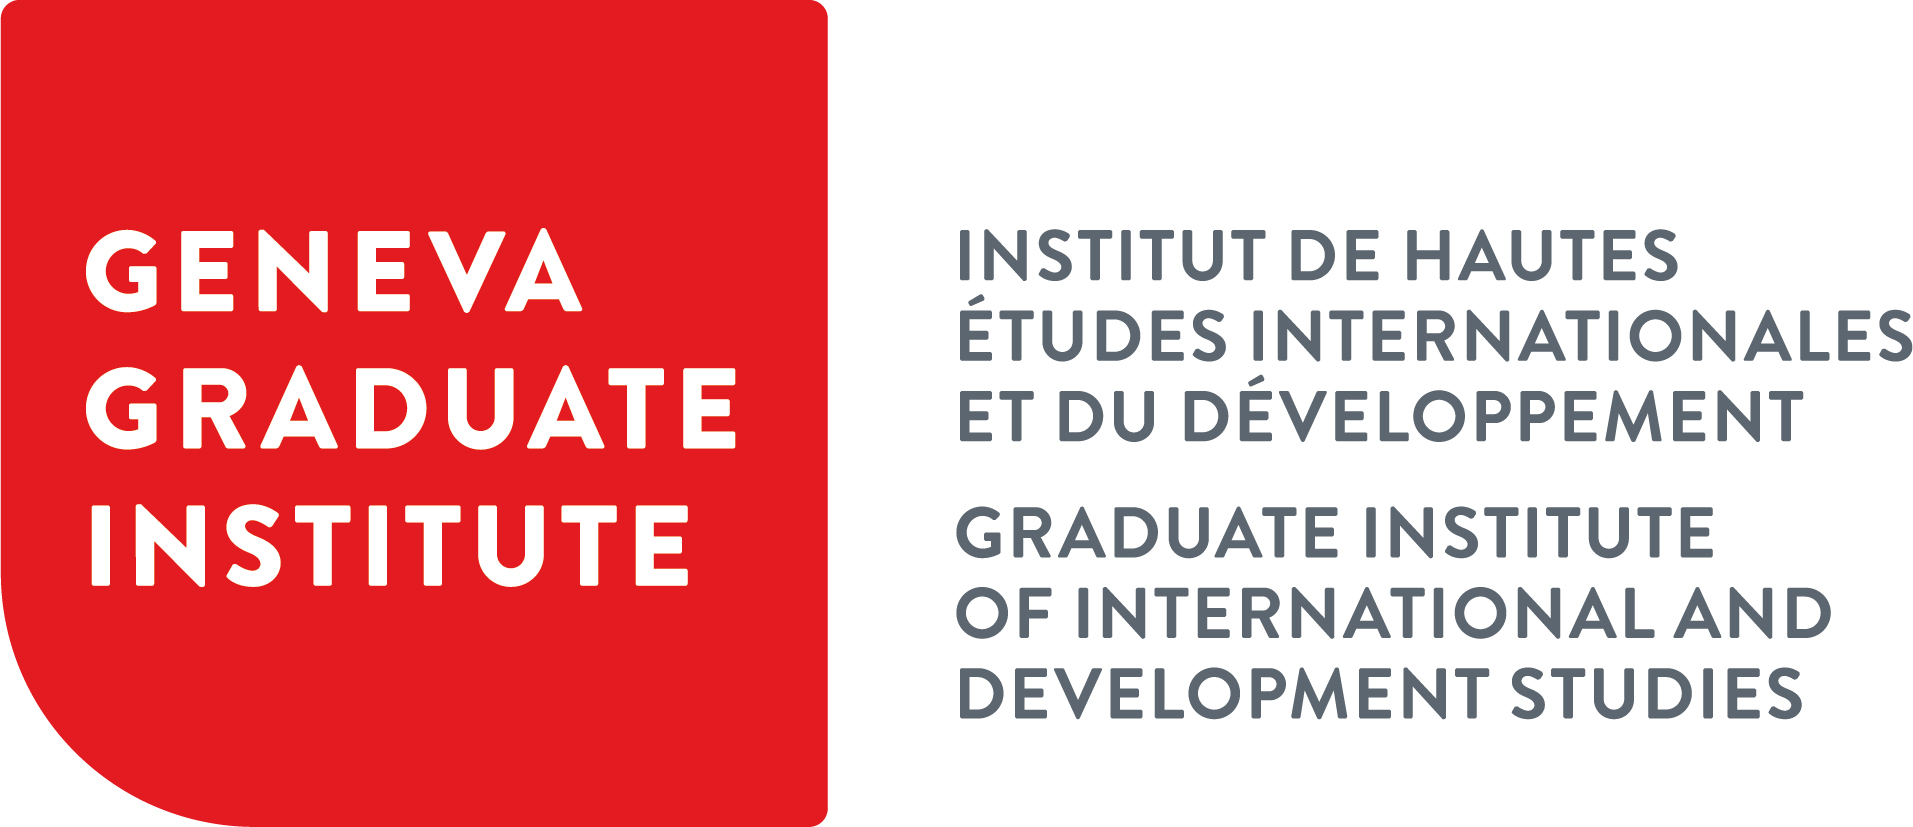 GENEVA
GRADUATE
INSTITUTE
INSTITUT DE HAUTES
ÉTUDES INTERNATIONALES
ET DU DÉVELOPPEMENT
GRADUATE INSTITUTE
OF INTERNATIONAL AND
DEVELOPMENT STUDIES